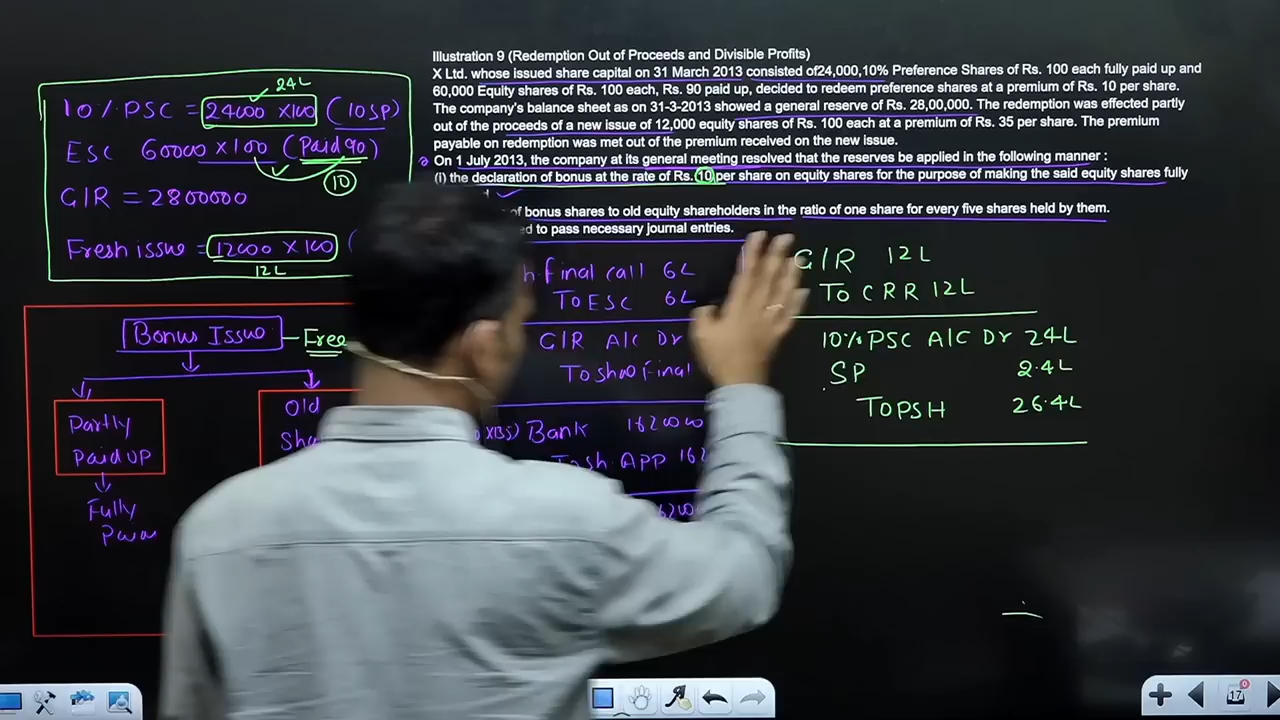 Illustration 9 (Redemption Out of Proceeds and Divisible Profits)
X Ltd. whose issued share capital on 31 March 2013 consisted of24,000,10% Preference Shares of Rs. 100 each fully paid up and
60,000 Equity shares of Rs. 100 each, Rs. 90 paid up, decided to redeem preference shares at a premium of Rs. 10 per share.
The company's balance sheet as on 31-3-2013 showed a general reserve of Rs. 28,00,000. The redemption was effected partly
out of the proceeds of a new issue of 12,000 equity shares of Rs. 100 each at a premium of Rs. 35 per share. The premium
payable on redemption was met out of the premium received on the new issue.
On 1 July 2013, the company at its general meeting resolved that the reserves be applied in the following manner :
(i) the declaration of bonus at the rate of Rs. 10 per share on equity shares for the purpose of making the said equity shares fully
of bonus shares to old equity shareholders in the ratio of one share for every five shares held by them.
to pass necessary journal entries.
24L
10% PSC = 24000 X100 (10SP)
ESC 60000 X100 (Paid 90)
10
G/R = 2800000
Fresh issue = 12000 X100
12L
Bonus Issue - Free
Partly
Paid UP
Fully
Old
Final call 6L
To ESC 6L
G/R A/C Dr
To sh Final
Bank
To sh. APP
G/R 12L
To CRR 12L
10% PSC A/C Dr 24L
SP 2.4L
To PSH 26.4L
17